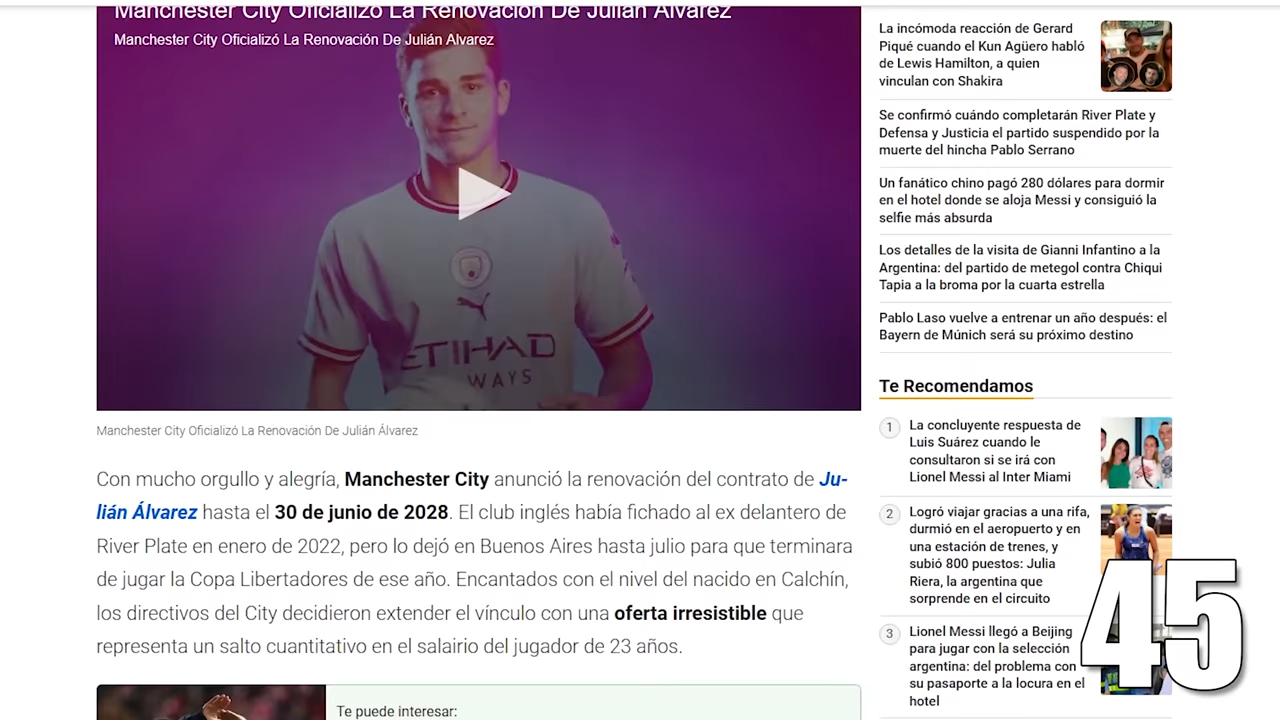 Manchester City Oficializó La Renovación De Julián Álvarez
Manchester City Oficializó La Renovación De Julián Alvarez
ETIHAD
WAYS
Manchester City Oficializó La Renovación De Julián Álvarez
Con mucho orgullo y alegría, Manchester City anunció la renovación del contrato de Ju-
lián Álvarez hasta el 30 de junio de 2028. El club inglés había fichado al ex delantero de
River Plate en enero de 2022, pero lo dejó en Buenos Aires hasta julio para que terminara
de jugar la Copa Libertadores de ese año. Encantados con el nivel del nacido en Calchín,
los directivos del City decidieron extender el vínculo con una oferta irresistible que
representa un salto cuantitativo en el salairio del jugador de 23 años.
Te puede interesar:
La incómoda reacción de Gerard
Piqué cuando el Kun Agüero habló
de Lewis Hamilton, a quien
vinculan con Shakira
Se confirmó cuándo completarán River Plate y
Defensa y Justicia el partido suspendido por la
muerte del hincha Pablo Serrano
Un fanático chino pagó 280 dólares para dormir
en el hotel donde se aloja Messi y consiguió la
selfie más absurda
Los detalles de la visita de Gianni Infantino a la
Argentina: del partido de metegol contra Chiqui
Tapia a la broma por la cuarta estrella
Pablo Laso vuelve a entrenar un año después: el
Bayern de Múnich será su próximo destino
Te Recomendamos
1
La concluyente respuesta de
Luis Suárez cuando le
consultaron si se irá con
Lionel Messi al Inter Miami
2
Logró viajar gracias a una rifa,
durmió en el aeropuerto y en
una estación de trenes, y
subió 800 puestos: Julia
Riera, la argentina que
sorprende en el circuito
3
Lionel Messi llegó a Beijing
para jugar con la selección
argentina: del problema con
su pasaporte a la locura en el
hotel
45